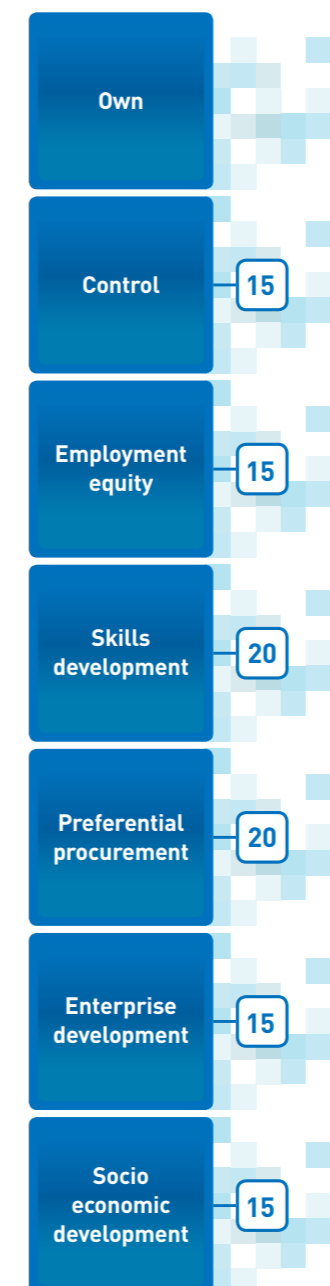 Own
Control
15
Employment
equity
15
Skills
development
20
Preferential
procurement
20
Enterprise
development
15
Socio
economic
development
15